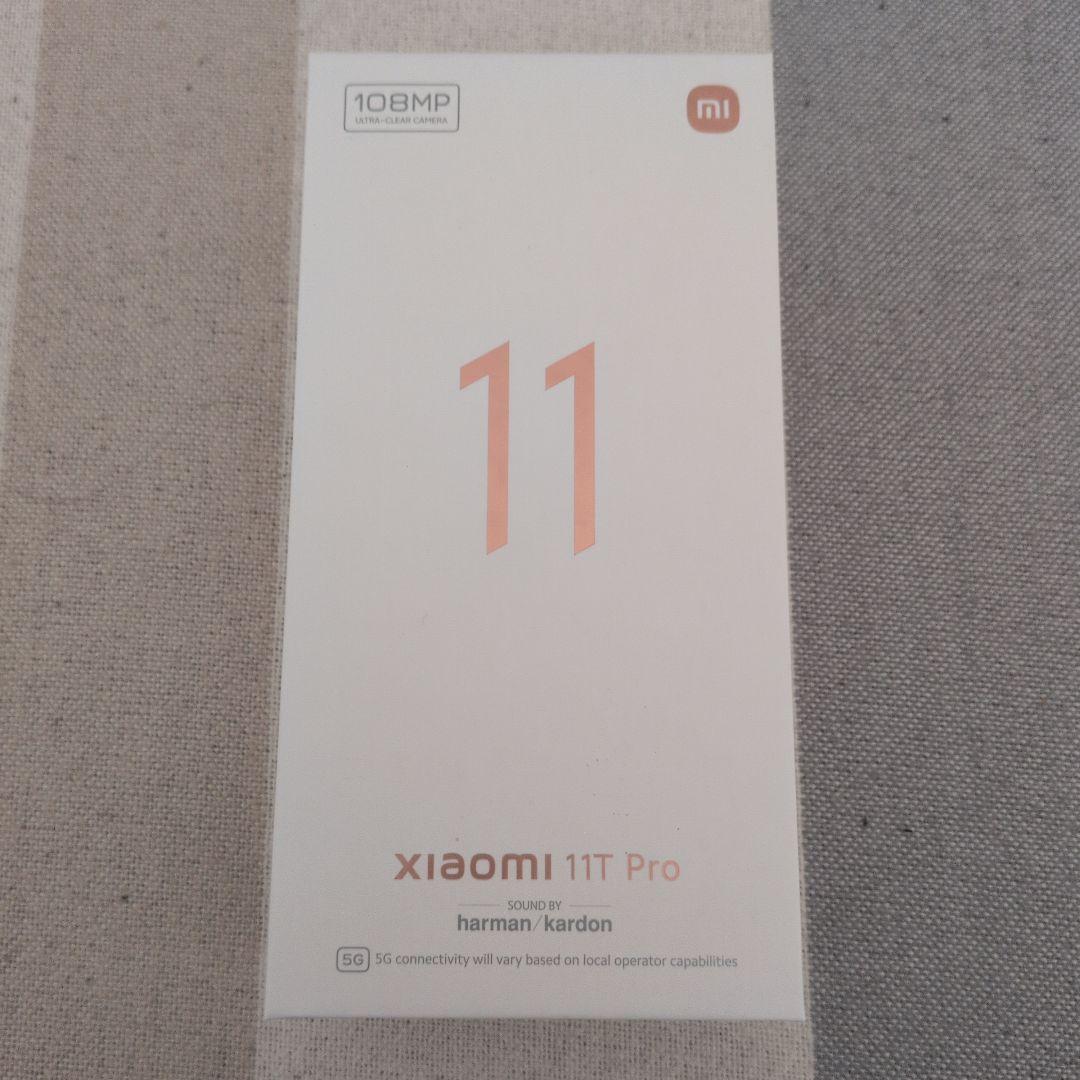 108MP
ULTRA-CLEAR CAMERA
mi
11
xiaomi 11T Pro
SOUND BY
harman/kardon
5G 5G connectivity will vary based on local operator capabilities